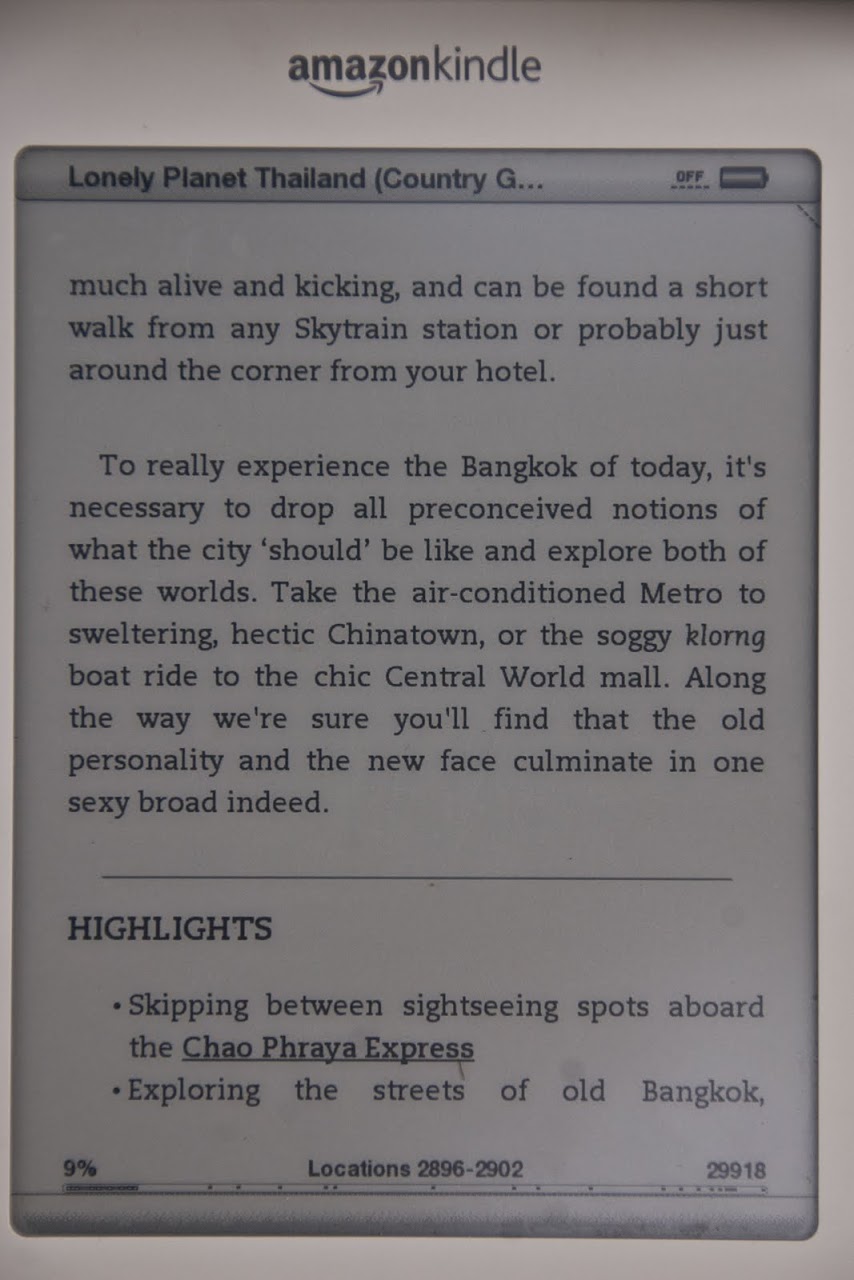 amazonkindle
Lonely Planet Thailand (Country G...
OFF
much alive and kicking, and can be found a short
walk from any Skytrain station or probably just
around the corner from your hotel.
To really experience the Bangkok of today, it's
necessary to drop all preconceived notions of
what the city ‘should’ be like and explore both of
these worlds. Take the air-conditioned Metro to
sweltering, hectic Chinatown, or the soggy klorng
boat ride to the chic Central World mall. Along
the way we're sure you'll find that the old
personality and the new face culminate in one
sexy broad indeed.
HIGHLIGHTS
• Skipping between sightseeing spots aboard
the Chao Phraya Express
• Exploring the streets of old Bangkok,
9% Locations 2896-2902 29918